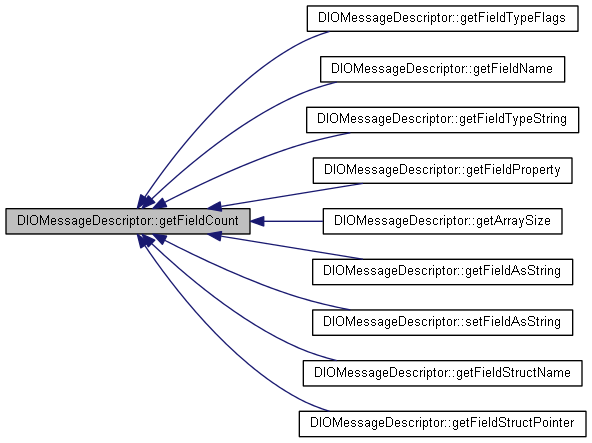 DIOMessageDescriptor::getFieldTypeFlags
DIOMessageDescriptor::getFieldName
DIOMessageDescriptor::getFieldTypeString
DIOMessageDescriptor::getFieldProperty
DIOMessageDescriptor::getFieldCount
DIOMessageDescriptor::getArraySize
DIOMessageDescriptor::getFieldAsString
DIOMessageDescriptor::setFieldAsString
DIOMessageDescriptor::getFieldStructName
DIOMessageDescriptor::getFieldStructPointer